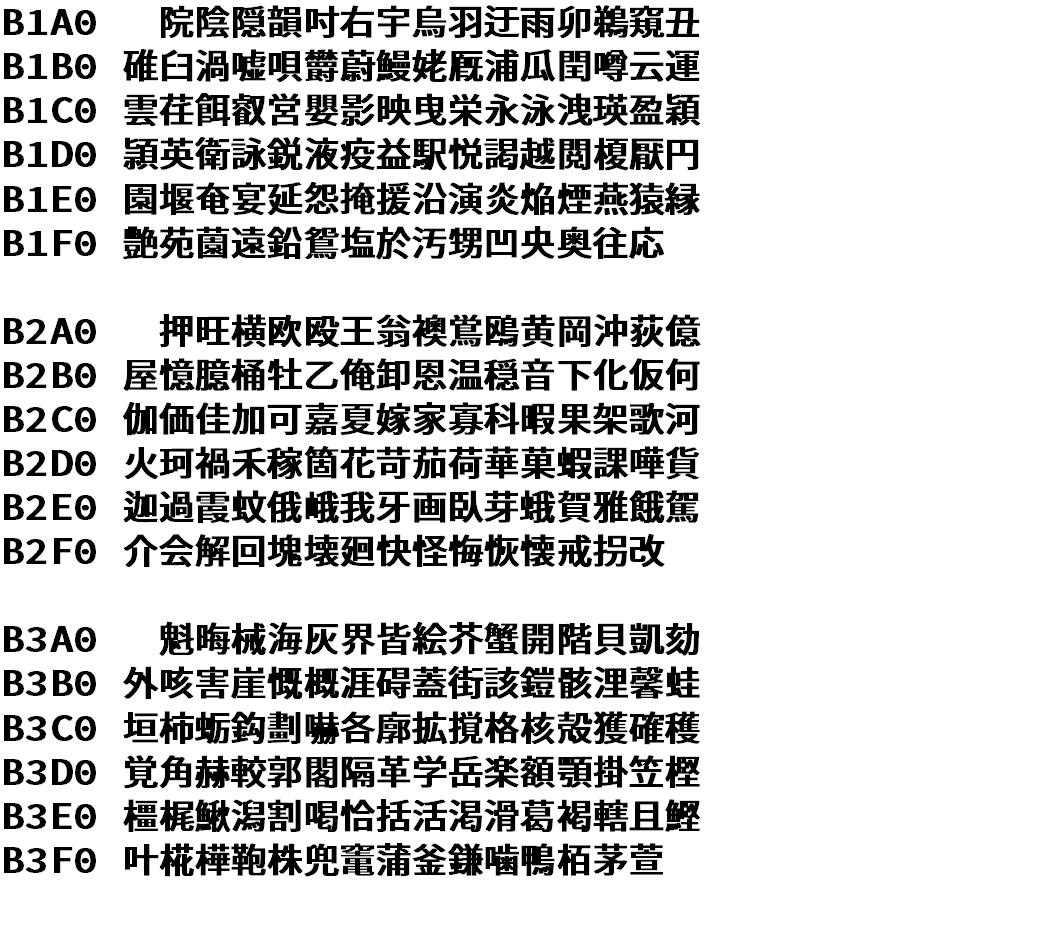 B1A0 　院陰隠韻吋右宇烏羽迂雨卯鵜窺丑
B1B0 碓臼渦嘘唄欝蔚鰻姥厩浦瓜閏噂云運
B1C0 雲荏餌叡営嬰影映曳栄永泳洩瑛盈穎
B1D0 頴英衛詠鋭液疫益駅悦謁越閲榎厭円
B1E0 園堰奄宴延怨掩援沿演炎焔煙燕猿縁
B1F0 艶苑薗遠鉛鴛塩於汚甥凹央奥往応
B2A0 　押旺横欧殴王翁襖鴬鴎黄岡沖荻億
B2B0 屋憶臆桶牡乙俺卸恩温穏音下化仮何
B2C0 伽価佳加可嘉夏嫁家寡科暇果架歌河
B2D0 火珂禍禾稼箇花苛茄荷華菓蝦課嘩貨
B2E0 迦過霞蚊俄峨我牙画臥芽蛾賀雅餓駕
B2F0 介会解回塊壊廻快怪悔恢懐戒拐改
B3A0 　魁晦械海灰界皆絵芥蟹開階貝凱劾
B3B0 外咳害崖慨概涯碍蓋街該鎧骸浬馨蛙
B3C0 垣柿蛎鈎劃嚇各廓拡撹格核殻獲確穫
B3D0 覚角赫較郭閣隔革学岳楽額顎掛笠樫
B3E0 橿梶鰍潟割喝恰括活渇滑葛褐轄且鰹
B3F0 叶椛樺鞄株兜竃蒲釜鎌噛鴨栢茅萱